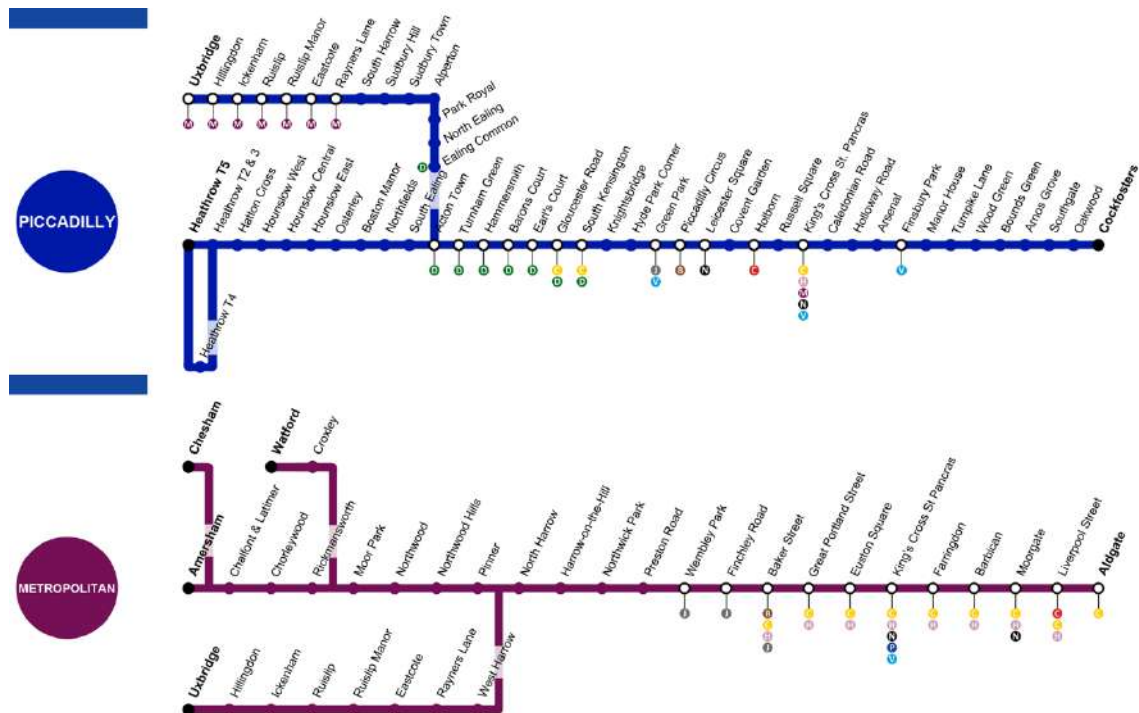 Uxbridge
Hillingdon
Ickenham
Ruislip
Ruislip Manor
Eastcote
Rayners Lane
South Harrow
Sudbury Hill
Sudbury Town
Alperton
Park Royal
North Ealing
Ealing Common
M M M M M M M
D
PICCADILLY
Heathrow T5
Heathrow T2 & 3
Hatton Cross
Hounslow West
Hounslow Central
Hounslow East
Osterley
Boston Manor
Northfields
South Ealing
Acton Town
Turnham Green
Hammersmith
Barons Court
Earl's Court
Gloucester Road
South Kensington
Knightsbridge
Hyde Park Corner
Green Park
Piccadilly Circus
Leicester Square
Covent Garden
Holborn
Russell Square
King's Cross St. Pancras
Caledonian Road
Holloway Road
Arsenal
Finsbury Park
Manor House
Turnpike Lane
Wood Green
Bounds Green
Arnos Grove
Southgate
Oakwood
Cockfosters
D D D D D C C J B N C C V
D D V H
M
N
V
Heathrow T4
Chesham
Watford
Croxley
METROPOLITAN
Amersham
Chalfont & Latimer
Chorleywood
Rickmansworth
Moor Park
Northwood
Northwood Hills
Pinner
North Harrow
Harrow-on-the-Hill
Northwick Park
Preston Road
Wembley Park
Finchley Road
Baker Street
Great Portland Street
Euston Square
King's Cross St Pancras
Farringdon
Barbican
Moorgate
Liverpool Street
Aldgate
J J B C C C C C C C C
C H H H H H H C
H N N H
J P
V
Uxbridge
Hillingdon
Ickenham
Ruislip
Ruislip Manor
Eastcote
Rayners Lane
West Harrow